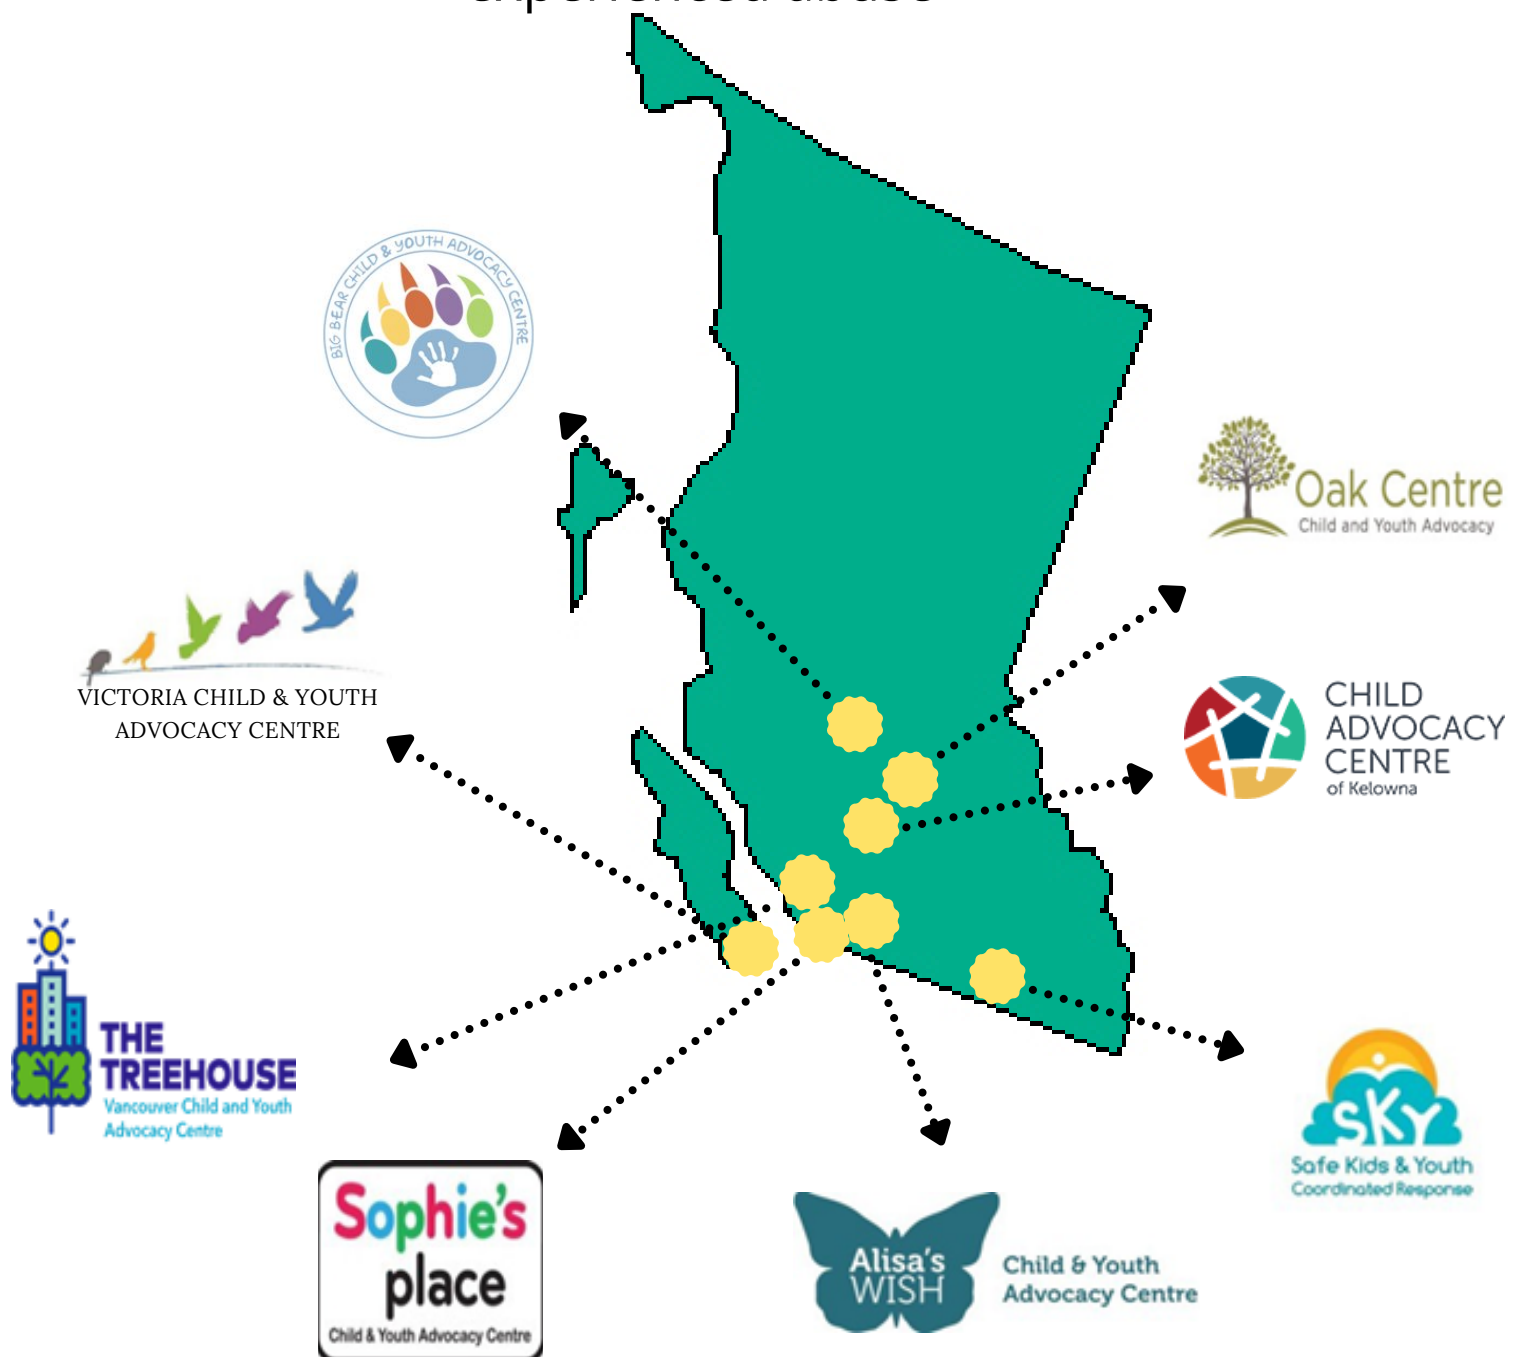 experienced abuse
BIG BEAR CHILD & YOUTH ADVOCACY CENTRE
Oak Centre
Child and Youth Advocacy
VICTORIA CHILD & YOUTH
ADVOCACY CENTRE
CHILD
ADVOCACY
CENTRE
of Kelowna
THE
TREEHOUSE
Vancouver Child and Youth
Advocacy Centre
SKY
Safe Kids & Youth
Coordinated Response
Sophie's
place
Child & Youth Advocacy Centre
Alisa's
WISH
Child & Youth
Advocacy Centre